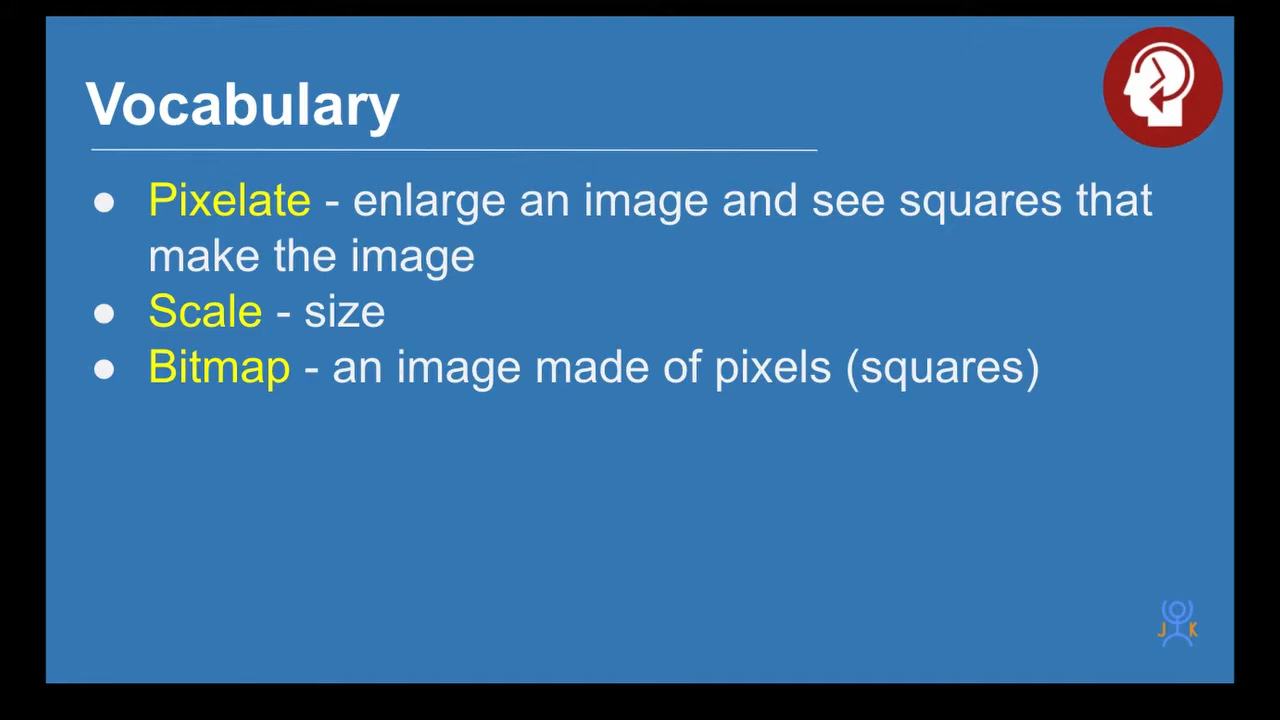 Vocabulary
● Pixelate - enlarge an image and see squares that
make the image
● Scale - size
● Bitmap - an image made of pixels (squares)
J K